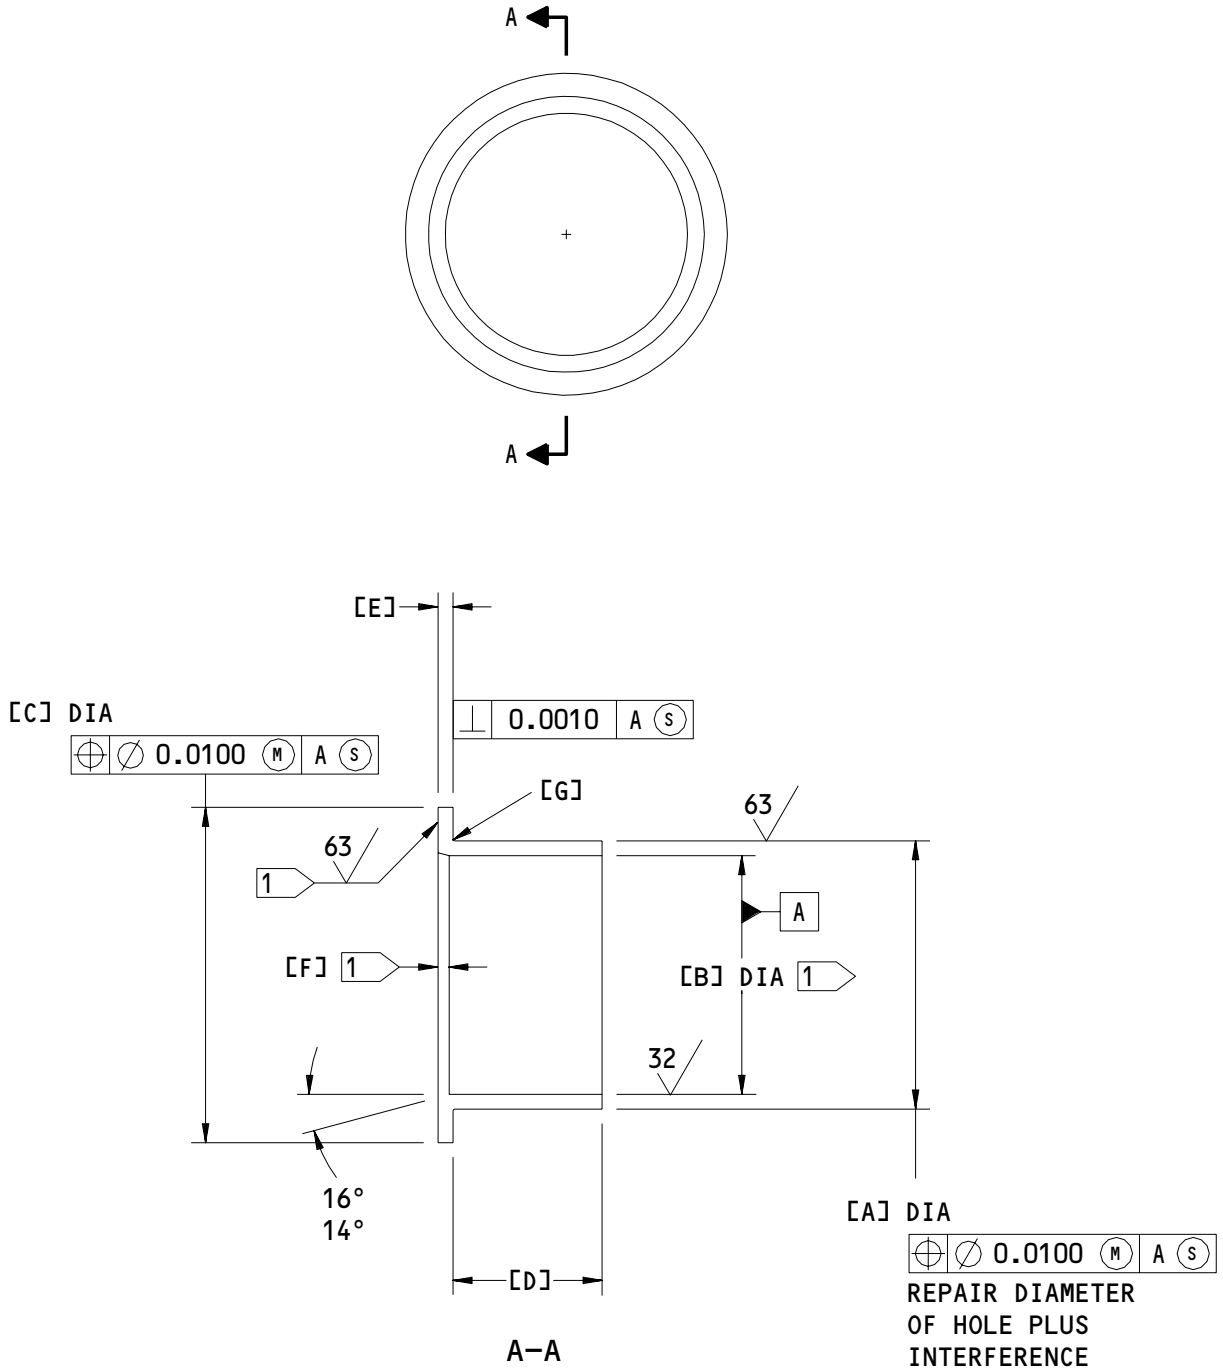 A
A
[E]
[C] DIA
⊥ 0.0010 A Ⓢ
⌖ ⌀ 0.0100 Ⓜ A Ⓢ
[G]
63
63
1
A
[F] 1
[B] DIA 1
32
16°
14°
[A] DIA
⌖ ⌀ 0.0100 Ⓜ A Ⓢ
[D]
REPAIR DIAMETER
OF HOLE PLUS
INTERFERENCE
A-A